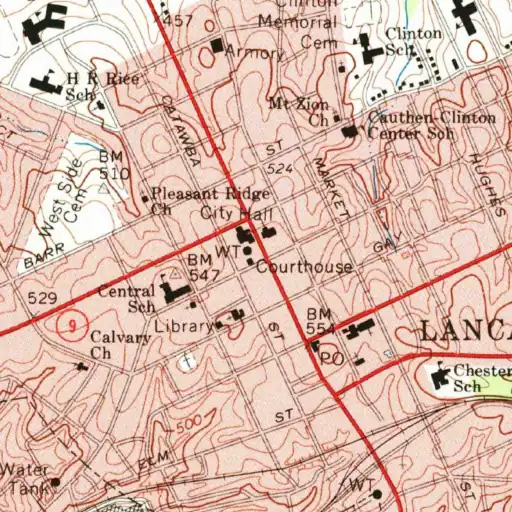 457
Clinton
Memorial
Cem
Clinton
Sch
Armory
H R Rice
Sch
CATAWBA
Mt Zion
Ch
Cauthen-Clinton
Center Sch
ST
524
MARKET
HUGHES
BM
510
West Side
Cem
Pleasant Ridge
Ch
City Hall
BARR
GAY
WT
BM
547
Courthouse
529
Central
Sch
BM
554
9
Library
ST
LANCA
Calvary
Ch
PO
Chester
Sch
500
ST
ELM
Water
Tank
WT
ST